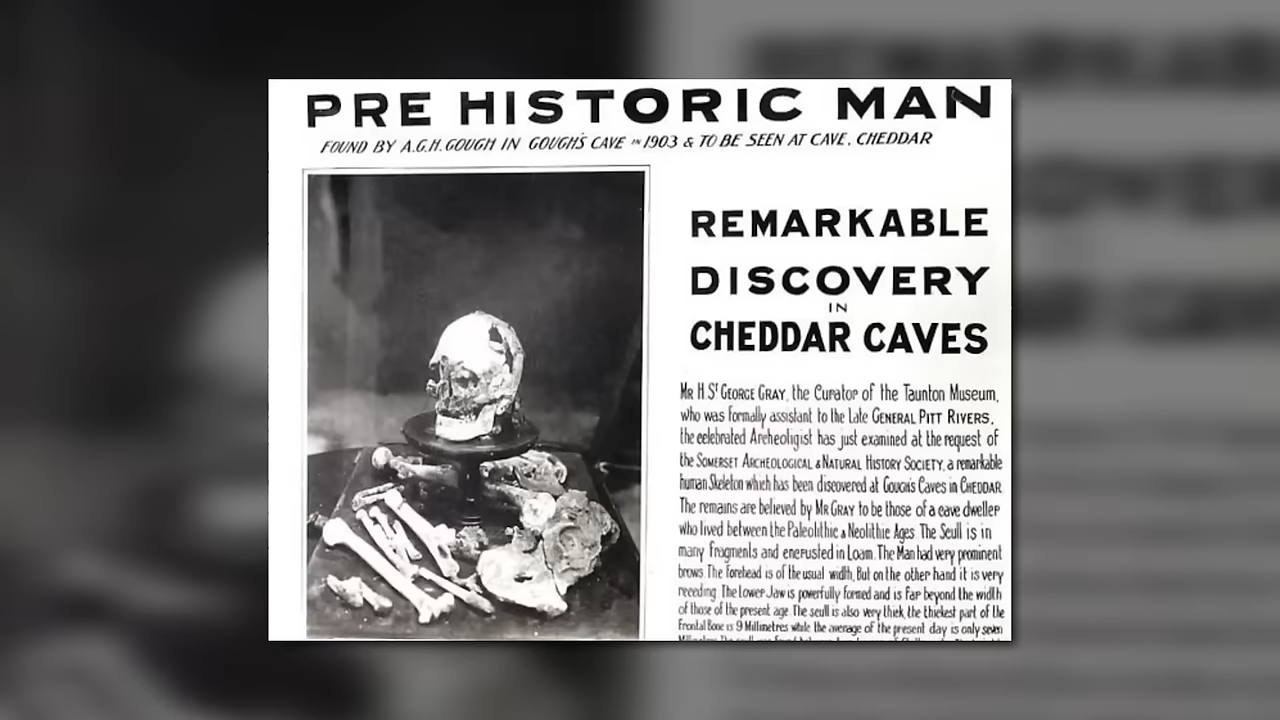 PRE HISTORIC MAN
FOUND BY A.G.H. GOUGH IN GOUGH'S CAVE IN 1903 & TO BE SEEN AT CAVE, CHEDDAR
REMARKABLE
DISCOVERY
IN
CHEDDAR CAVES
MR H. ST GEORGE GRAY, the Curator of the Taunton Museum,
who was formally assistant to the Late GENERAL PITT RIVERS,
the celebrated Archeoligist has just examined at the request of
the SOMERSET ARCHEOLOGICAL & NATURAL HISTORY SOCIETY, a remarkable
human Skeleton which has been discovered at GOUGH'S Caves in CHEDDAR
The remains are believed by MR GRAY to be those of a cave dweller
who lived between the Paleolithic & Neolithic Ages. The Scull is in
many fragments and encrusted in Loam. The Man had very prominent
brows. The Forehead is of the usual width, But on the other hand it is very
receding. The Lower Jaw is powerfully formed and is far beyond the width
of those of the present age. The scull is also very thick, the thickest part of the
Frontal Bone is 9 Millimetres while the average of the present day is only seven